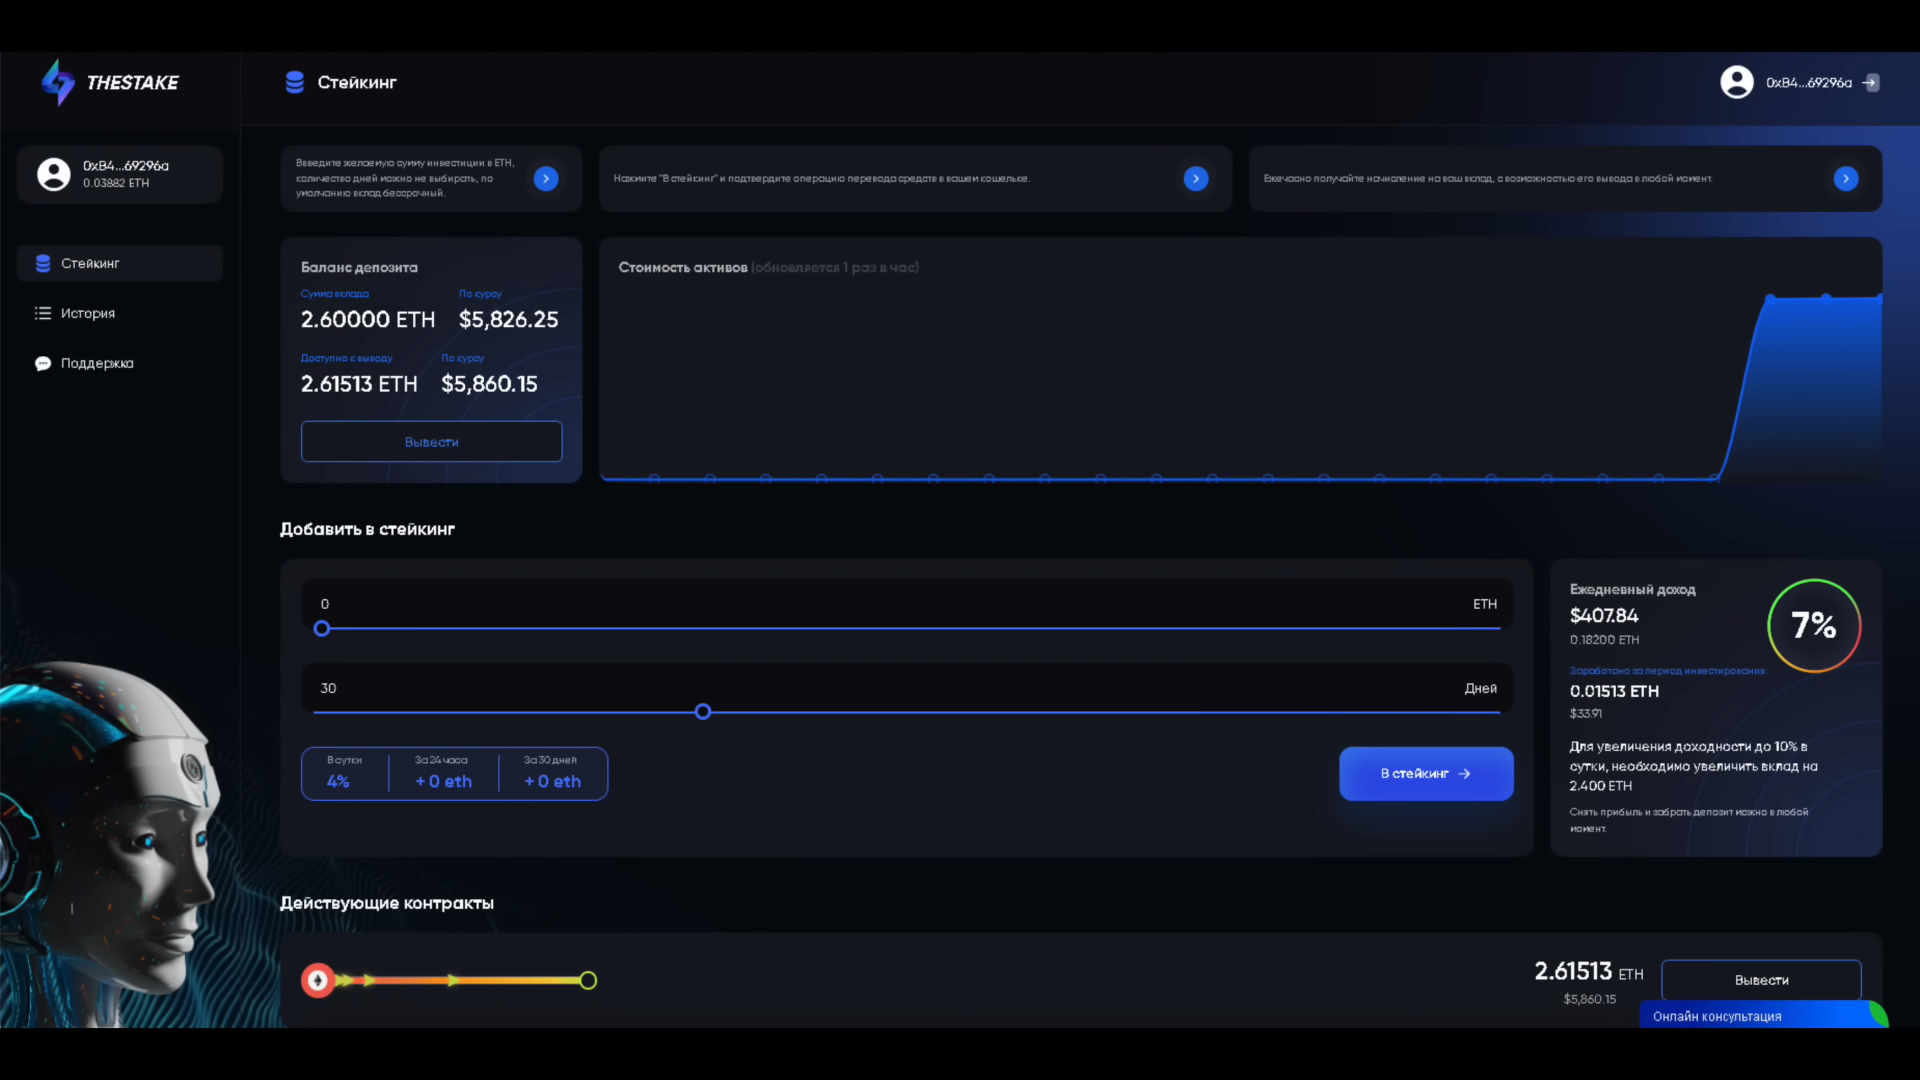 THESTAKE
Стейкинг
0xB4...69296a
0xB4...69296a
0.03882 ETH
Стейкинг
История
Поддержка
Введите желаемую сумму инвестиции в ETH,
количество дней можно не выбирать, по
умолчанию вклад бессрочный.
Нажмите "В стейкинг" и подтвердите операцию перевода средств в вашем кошельке.
Ежечасно получайте начисление на ваш вклад, с возможностью его вывода в любой момент.
Баланс депозита
Сумма вклада По курсу
2.60000 ETH $5,826.25
Доступно к выводу По курсу
2.61513 ETH $5,860.15
Вывести
Стоимость активов (обновляется 1 раз в час)
Добавить в стейкинг
0 ETH
30 Дней
В сутки За 24 часа За 30 дней
4% + 0 eth + 0 eth
В стейкинг
Ежедневный доход
$407.84
0.18200 ETH
7%
Заработано за период инвестирования:
0.01513 ETH
$33.91
Для увеличения доходности до 10% в
сутки, необходимо увеличить вклад на
2.400 ETH
Снять прибыль и забрать депозит можно в любой
момент.
Действующие контракты
2.61513 ETH
$5,860.15
Вывести
Онлайн консультация